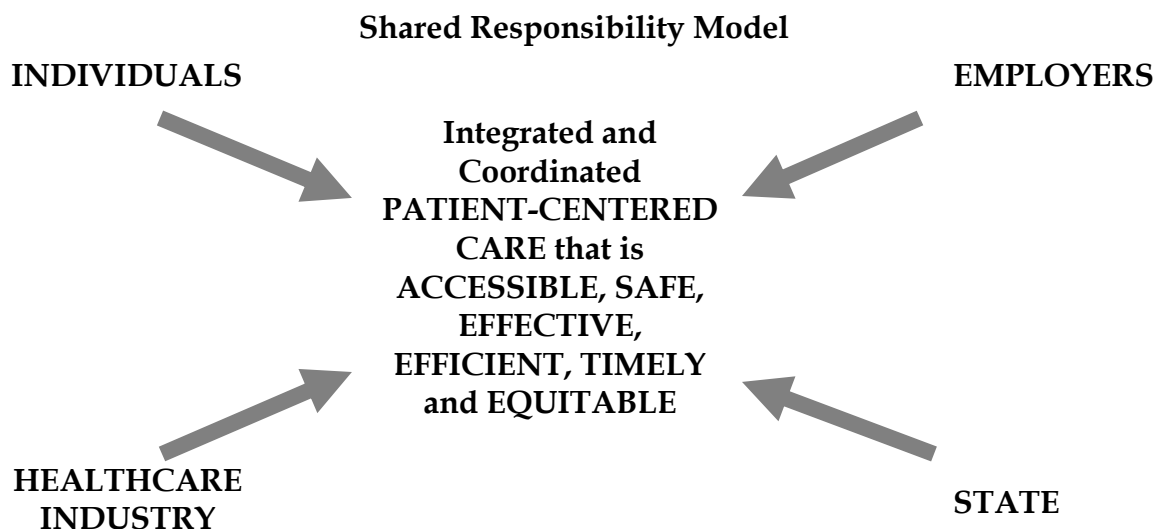 Shared Responsibility Model
INDIVIDUALS
EMPLOYERS
Integrated and
Coordinated
PATIENT-CENTERED
CARE that is
ACCESSIBLE, SAFE,
EFFECTIVE,
EFFICIENT, TIMELY
and EQUITABLE
HEALTHCARE
INDUSTRY
STATE